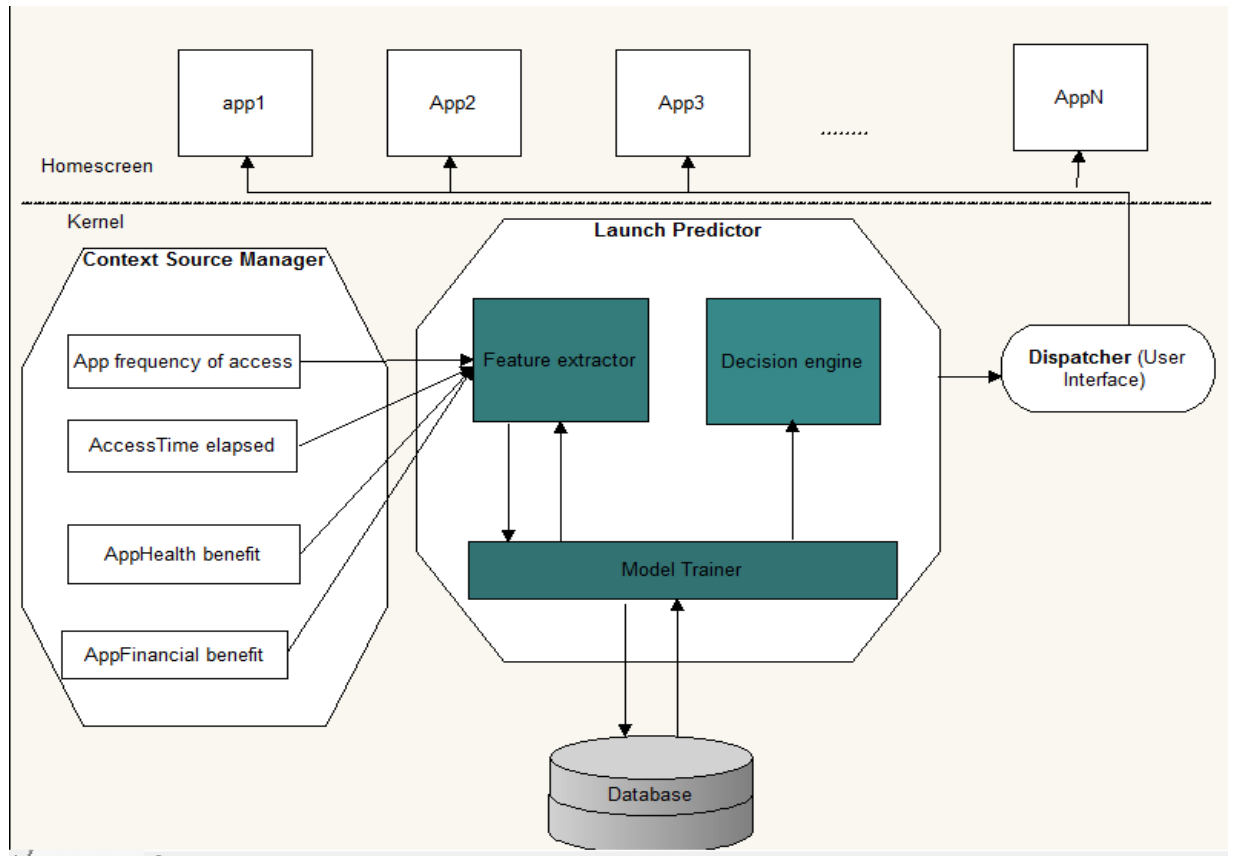 app1
App2
App3
........
AppN
Homescreen
Kernel
Context Source Manager
Launch Predictor
App frequency of access
AccessTime elapsed
AppHealth benefit
AppFinancial benefit
Feature extractor
Decision engine
Model Trainer
Dispatcher (User
Interface)
Database